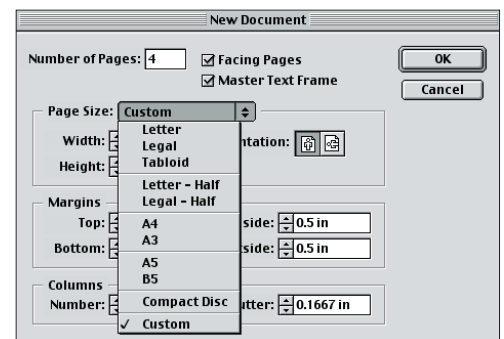 New Document
Number of Pages: 4
Facing Pages
OK
Master Text Frame
Cancel
Page Size: Custom
Letter
Width:
Legal
ntation:
Tabloid
Height:
Letter - Half
Legal - Half
Margins
Top:
A4
side: 0.5 in
A3
Bottom:
tside: 0.5 in
A5
B5
Columns
Number:
Compact Disc
utter: 0.1667 in
✓ Custom